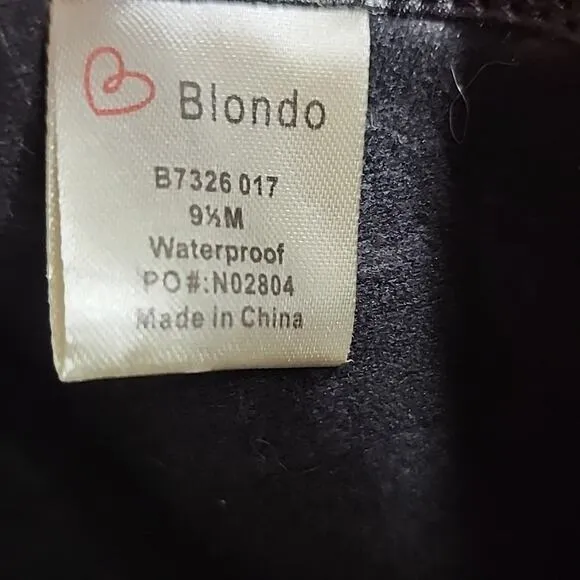 Blondo
B7326 017
9½M
Waterproof
PO#:N02804
Made in China